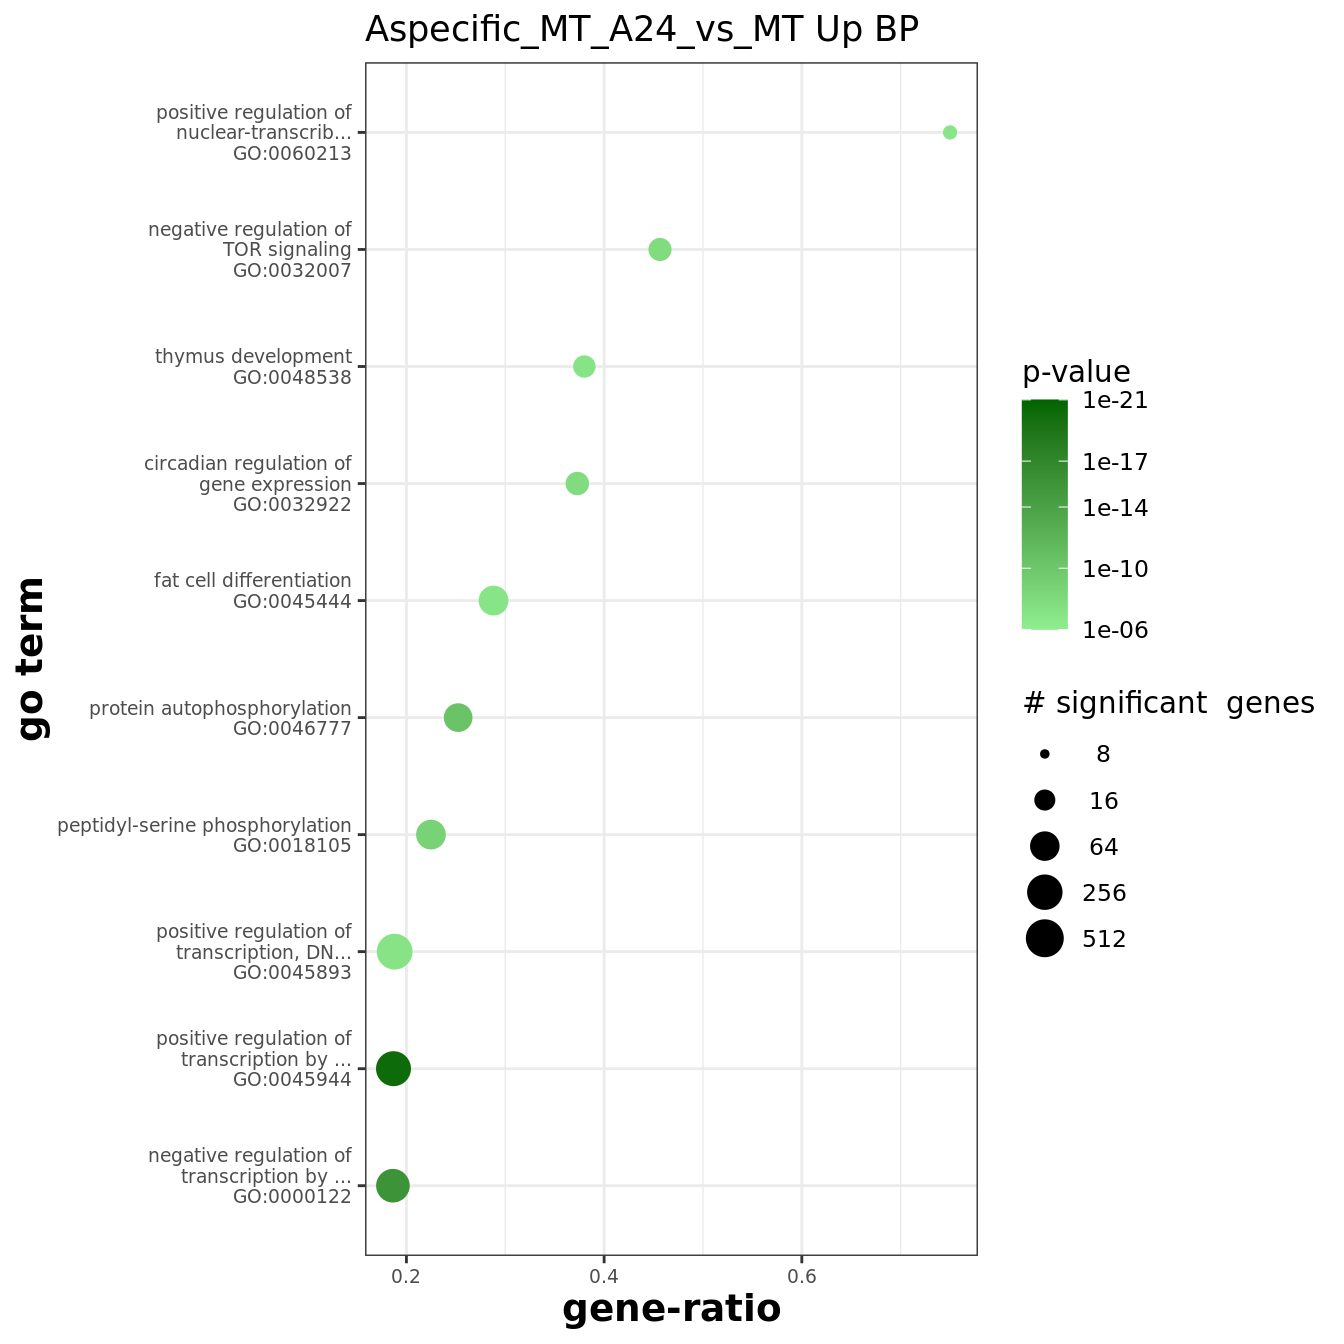 Aspecific_MT_A24_vs_MT Up BP
go term
positive regulation of
nuclear-transcrib...
GO:0060213
negative regulation of
TOR signaling
GO:0032007
thymus development
GO:0048538
circadian regulation of
gene expression
GO:0032922
fat cell differentiation
GO:0045444
protein autophosphorylation
GO:0046777
peptidyl-serine phosphorylation
GO:0018105
positive regulation of
transcription, DN...
GO:0045893
positive regulation of
transcription by ...
GO:0045944
negative regulation of
transcription by ...
GO:0000122
0.2 0.4 0.6
gene-ratio
p-value
1e-21
1e-17
1e-14
1e-10
1e-06
# significant  genes
8
16
64
256
512